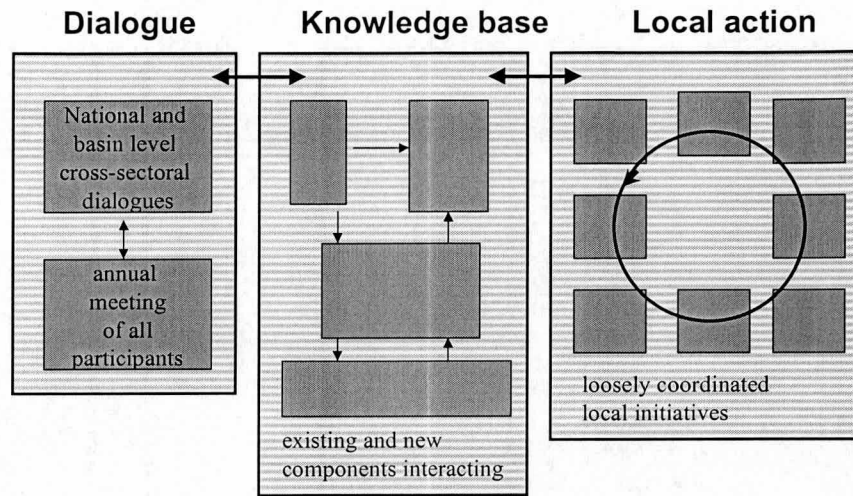 Dialogue
Knowledge base
Local action
National and
basin level
cross-sectoral
dialogues
annual
meeting
of all
participants
existing and new
components interacting
loosely coordinated
local initiatives